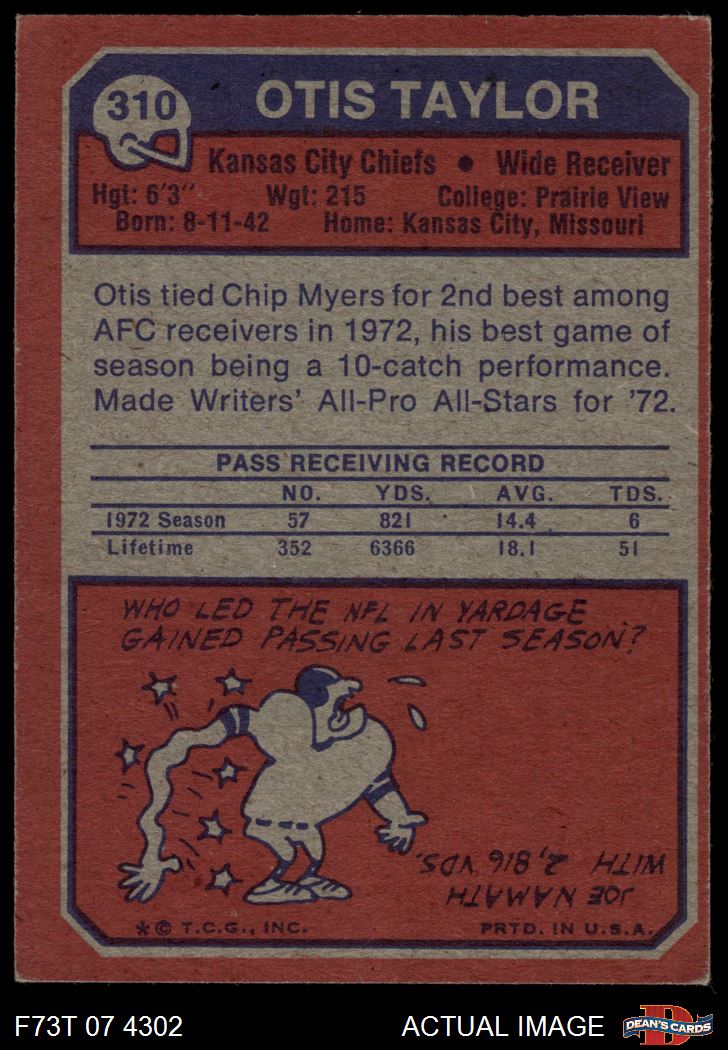 310
OTIS TAYLOR
Kansas City Chiefs • Wide Receiver
Hgt: 6'3" Wgt: 215 College: Prairie View
Born: 8-11-42 Home: Kansas City, Missouri
Otis tied Chip Myers for 2nd best among
AFC receivers in 1972, his best game of
season being a 10-catch performance.
Made Writers' All-Pro All-Stars for '72.
PASS RECEIVING RECORD
NO. YDS. AVG. TDS.
1972 Season 57 821 14.4 6
Lifetime 352 6366 18.1 51
WHO LED THE NFL IN YARDAGE
GAINED PASSING LAST SEASON?
JOE NAMATH
WITH 2,816 YDS.
* © T.C.G., INC. PRTD. IN U.S.A.
F73T 07 4302 ACTUAL IMAGE
D
DEAN'S CARDS